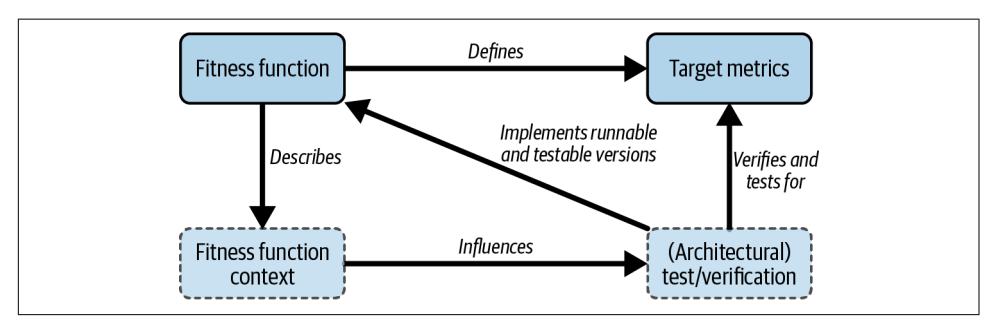 Defines
Fitness function
Target metrics
Implements runnable
and testable versions
Describes
Verifies and
tests for
Influences
Fitness function
context
(Architectural)
test/verification